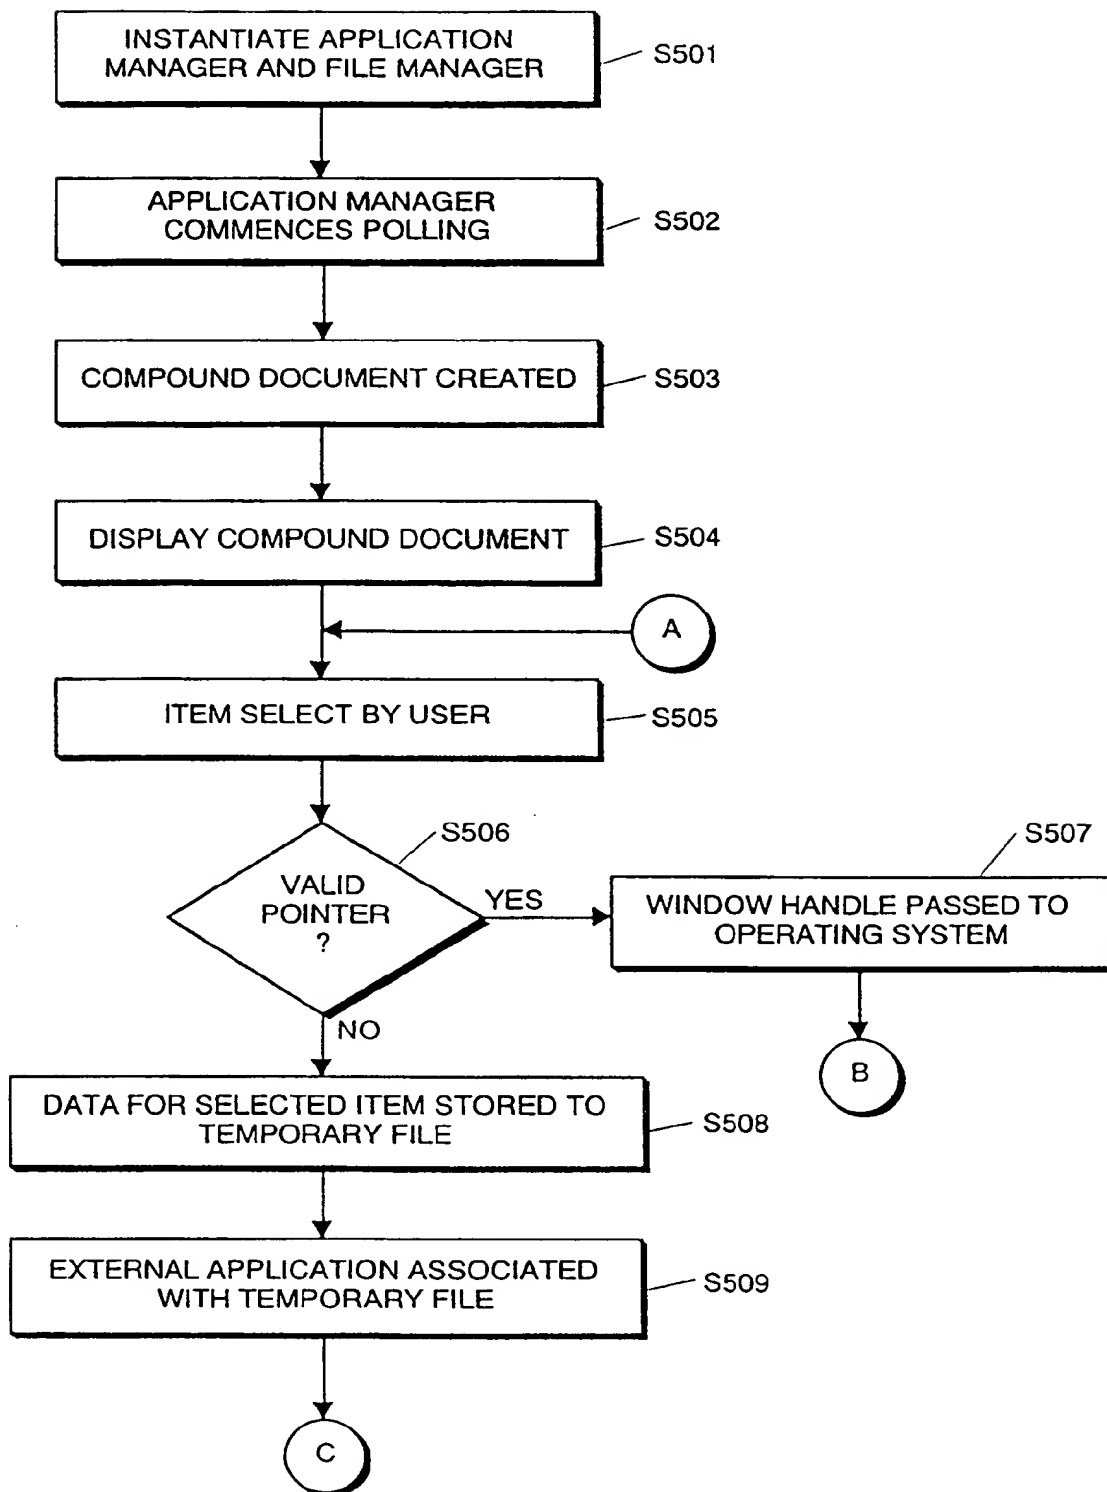 INSTANTIATE APPLICATION
MANAGER AND FILE MANAGER
S501
APPLICATION MANAGER
COMMENCES POLLING
S502
COMPOUND DOCUMENT CREATED
S503
DISPLAY COMPOUND DOCUMENT
S504
A
ITEM SELECT BY USER
S505
S506
VALID
POINTER
?
YES
NO
S507
WINDOW HANDLE PASSED TO
OPERATING SYSTEM
B
DATA FOR SELECTED ITEM STORED TO
TEMPORARY FILE
S508
EXTERNAL APPLICATION ASSOCIATED
WITH TEMPORARY FILE
S509
C